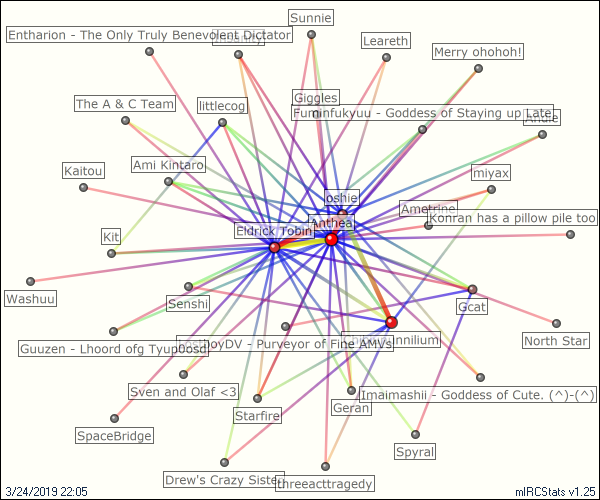 Sunnie
Entharion - The Only Truly Benevolent Dictator
Leareth
Merry ohohoh!
Giggles
The A & C Team
littlecog
Fuminfukyuu - Goddess of Staying up Late
Ami Kintaro
Kaitou
miyax
oshie
Ametrine
Anthea
Konran has a pillow pile too
Eldrick Tobin
Kit
Washuu
Senshi
Gcat
North Star
Guuzen - Lhoord ofg Tyupoosd
DV - Purveyor of Fine AMVs
innilium
Sven and Olaf <3
Imaimashii - Goddess of Cute. (^)-(^)
Starfire
Geran
SpaceBridge
Spyral
Drew's Crazy Sister
threeacttragedy
3/24/2019 22:05
mIRCStats v1.25